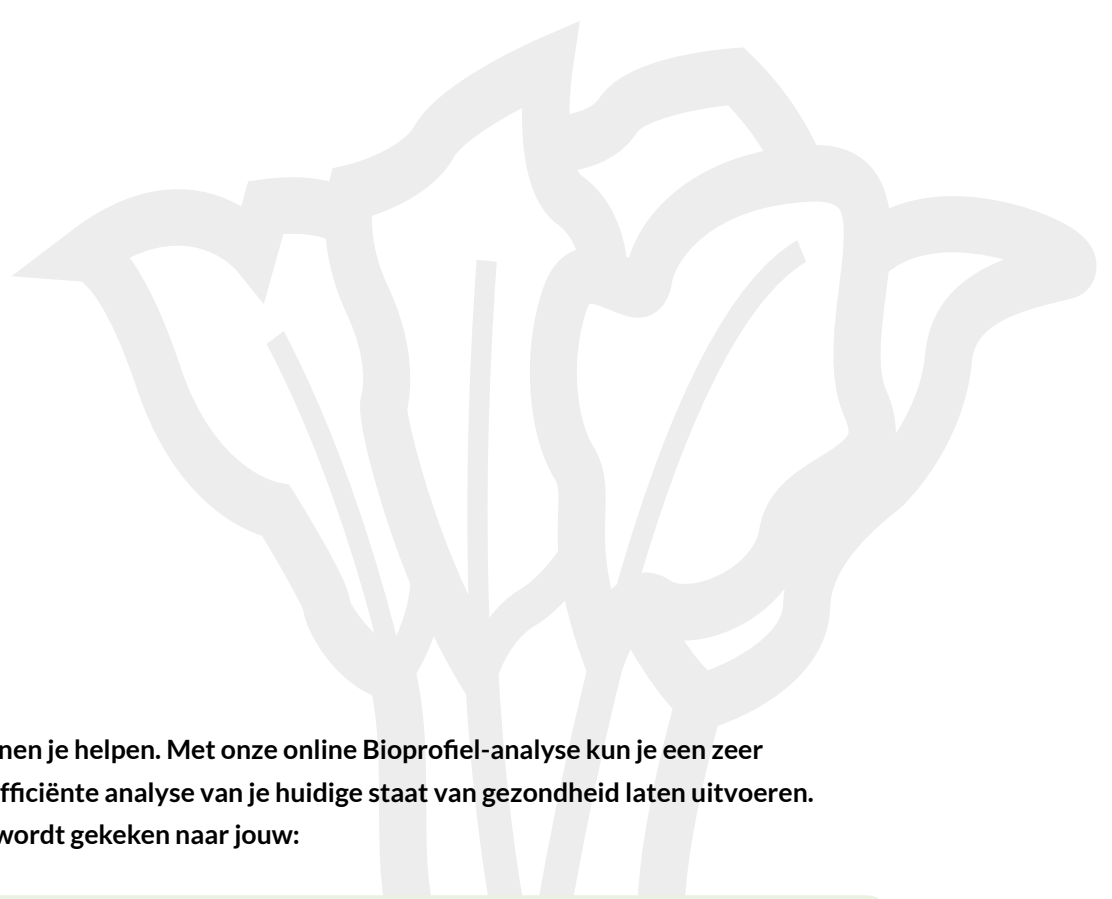 nen je helpen. Met onze online Bioprofiel-analyse kun je een zeer
fficiënte analyse van je huidige staat van gezondheid laten uitvoeren.
wordt gekeken naar jouw: